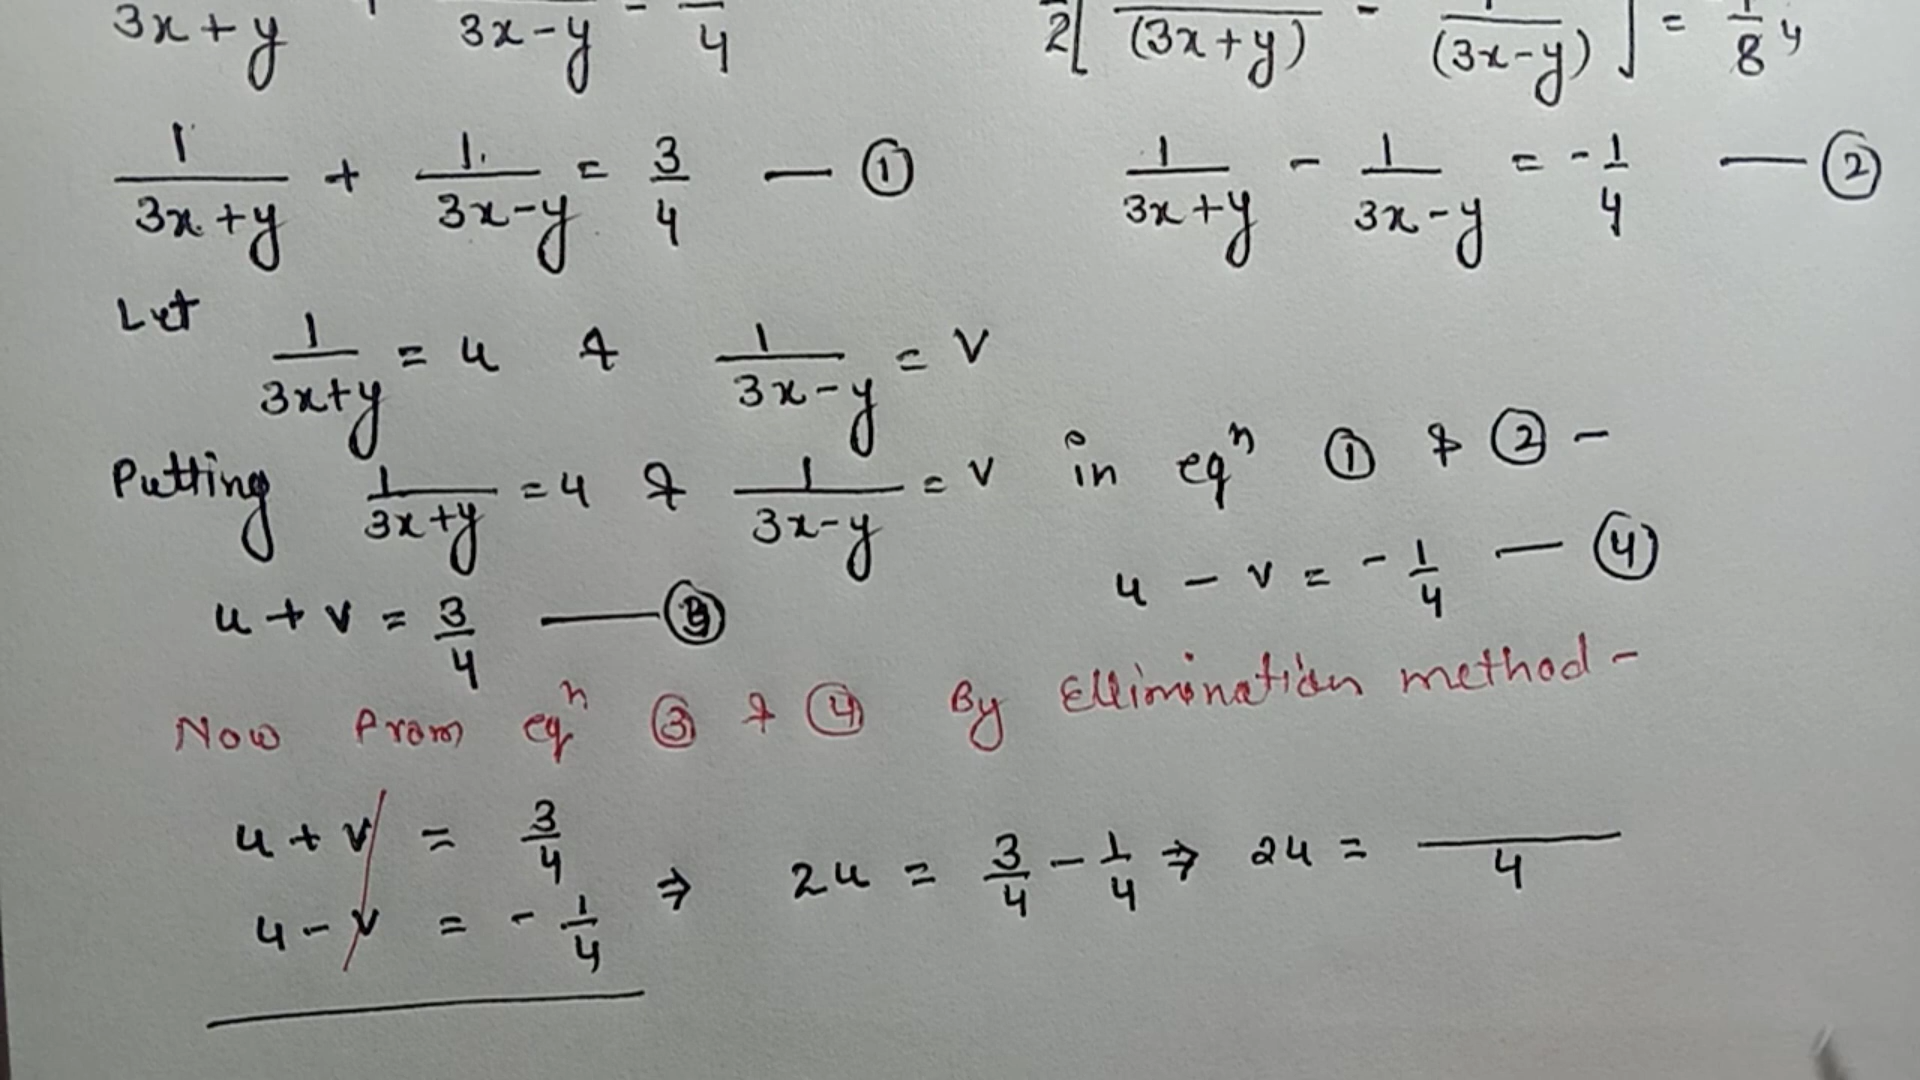 3x+y 3x-y 4 2[ (3x+y) - (3x-y) ] = 8
1/(3x+y) + 1/(3x-y) = 3/4 — ① 1/(3x+y) - 1/(3x-y) = -1/4 — ②
Let 1/(3x+y) = u & 1/(3x-y) = v
Putting 1/(3x+y) = u & 1/(3x-y) = v in eqⁿ ① & ② -
u + v = 3/4 — ③ u - v = -1/4 — ④
Now From eqⁿ ③ & ④ By Ellimination method -
u + v = 3/4
u - v = -1/4
⇒ 2u = 3/4 - 1/4 ⇒ 2u = /4